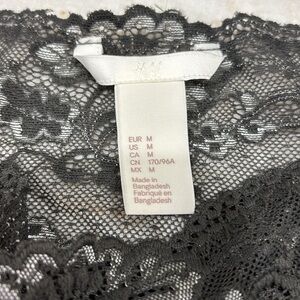 EUR M
US M
CA M
CN 170/96A
MX M
Made in
Bangladesh
Fabriqué en
Bangladesh